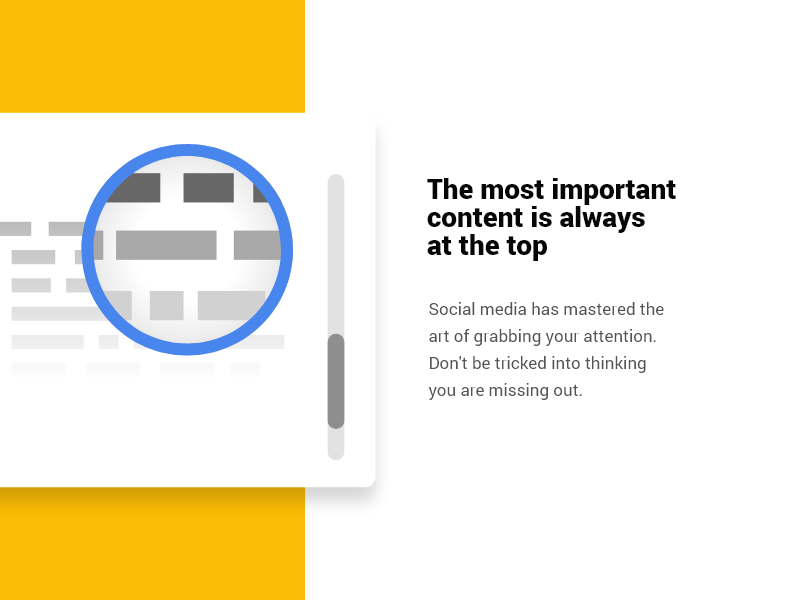 The most important
content is always
at the top
Social media has mastered the
art of grabbing your attention.
Don't be tricked into thinking
you are missing out.